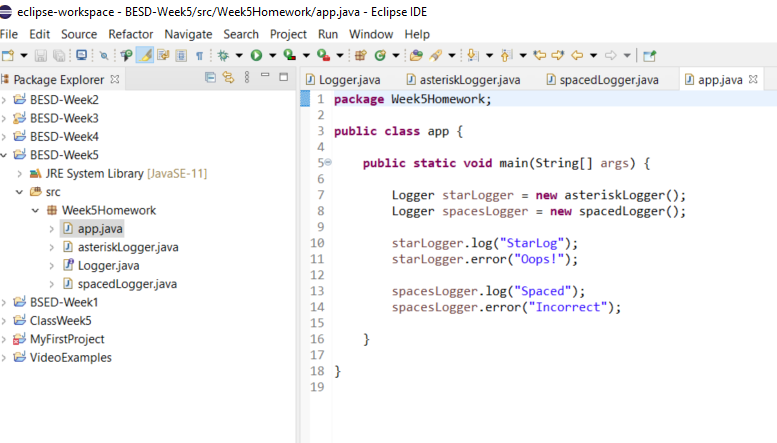 eclipse-workspace - BESD-Week5/src/Week5Homework/app.java - Eclipse IDE
File Edit Source Refactor Navigate Search Project Run Window Help
Package Explorer
BESD-Week2
BESD-Week3
BESD-Week4
BESD-Week5
JRE System Library [JavaSE-11]
src
Week5Homework
app.java
asteriskLogger.java
Logger.java
spacedLogger.java
BSED-Week1
ClassWeek5
MyFirstProject
VideoExamples
Logger.java asteriskLogger.java spacedLogger.java app.java
1 package Week5Homework;
2
3 public class app {
4
5 public static void main(String[] args) {
6
7 Logger starLogger = new asteriskLogger();
8 Logger spacesLogger = new spacedLogger();
9
10 starLogger.log("StarLog");
11 starLogger.error("Oops!");
12
13 spacesLogger.log("Spaced");
14 spacesLogger.error("Incorrect");
15
16 }
17
18 }
19